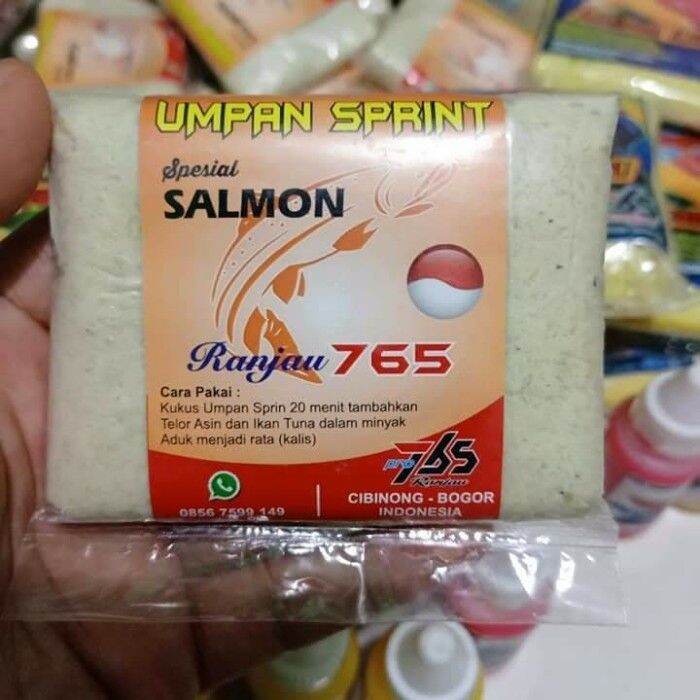 UMPAN SPRINT
Spesial
SALMON
Ranjau 765
Cara Pakai :
Kukus Umpan Sprin 20 menit tambahkan
Telor Asin dan Ikan Tuna dalam minyak
Aduk menjadi rata (kalis)
pro 765
Ranjau
0856 7599 149
CIBINONG - BOGOR
INDONESIA